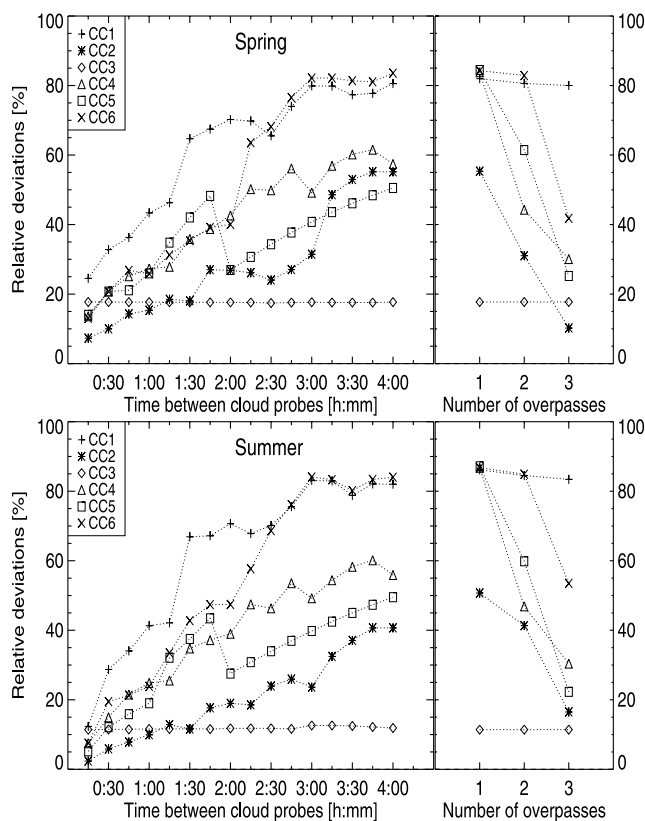 Spring
CC1
CC2
CC3
CC4
CC5
CC6
Relative deviations [%]
100
80
60
40
20
0
0:30 1:00 1:30 2:00 2:30 3:00 3:30 4:00
Time between cloud probes [h:mm]
100
80
60
40
20
0
1 2 3
Number of overpasses
Summer
CC1
CC2
CC3
CC4
CC5
CC6
Relative deviations [%]
100
80
60
40
20
0
0:30 1:00 1:30 2:00 2:30 3:00 3:30 4:00
Time between cloud probes [h:mm]
100
80
60
40
20
0
1 2 3
Number of overpasses